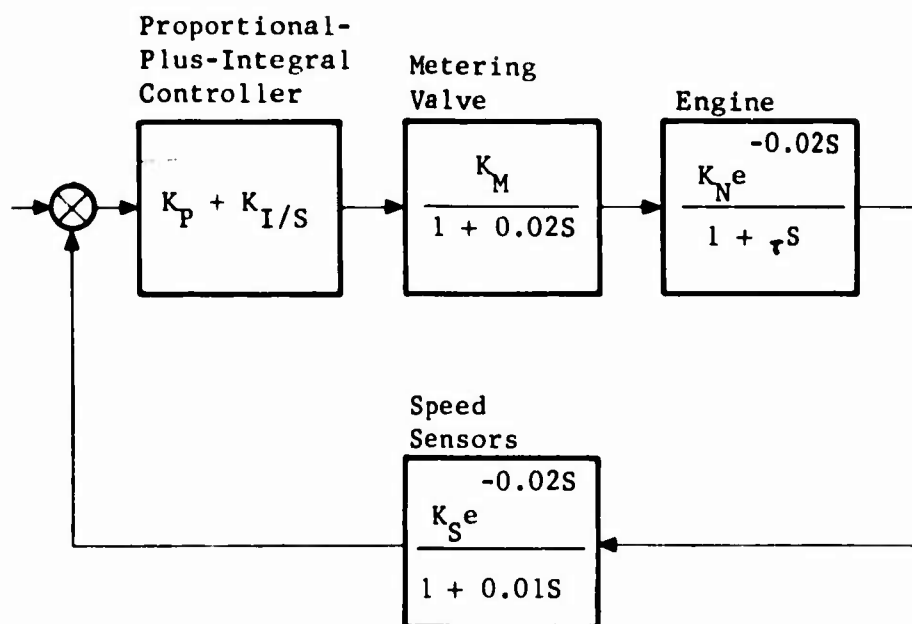 Proportional-
Plus-Integral
Controller
K_P + K_I/S
Metering
Valve
K_M
1 + 0.02S
Engine
K_N e^-0.02S
1 + τS
Speed
Sensors
K_S e^-0.02S
1 + 0.01S